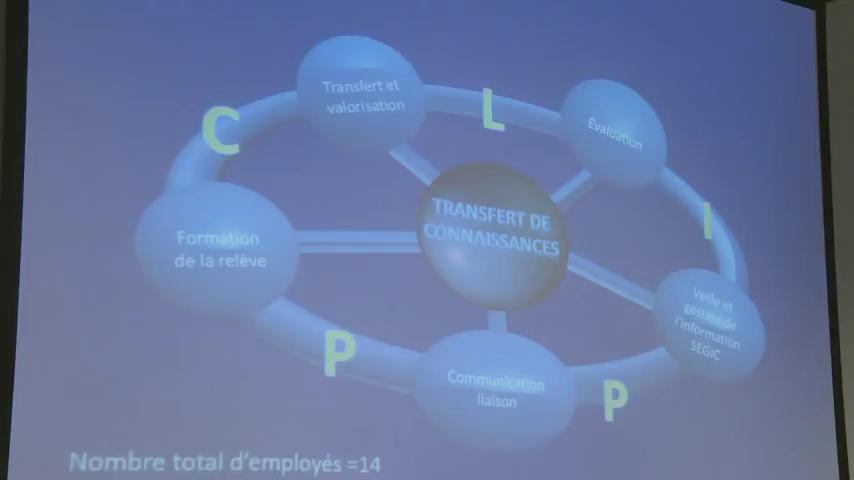 Transfert et
valorisation
C
L
Évaluation
TRANSFERT DE
CONNAISSANCES
I
Formation
de la relève
Veille et
gestion de
l'information
SEGIC
P
Communication
liaison
P
Nombre total d'employés =14